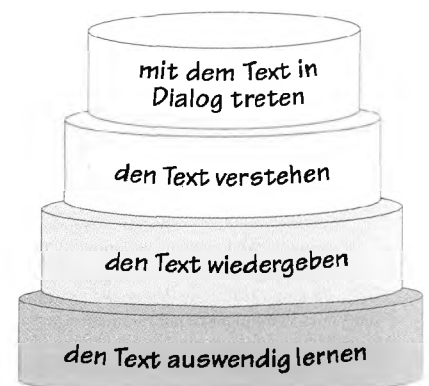 mit dem Text in
Dialog treten
den Text verstehen
den Text wiedergeben
den Text auswendig lernen